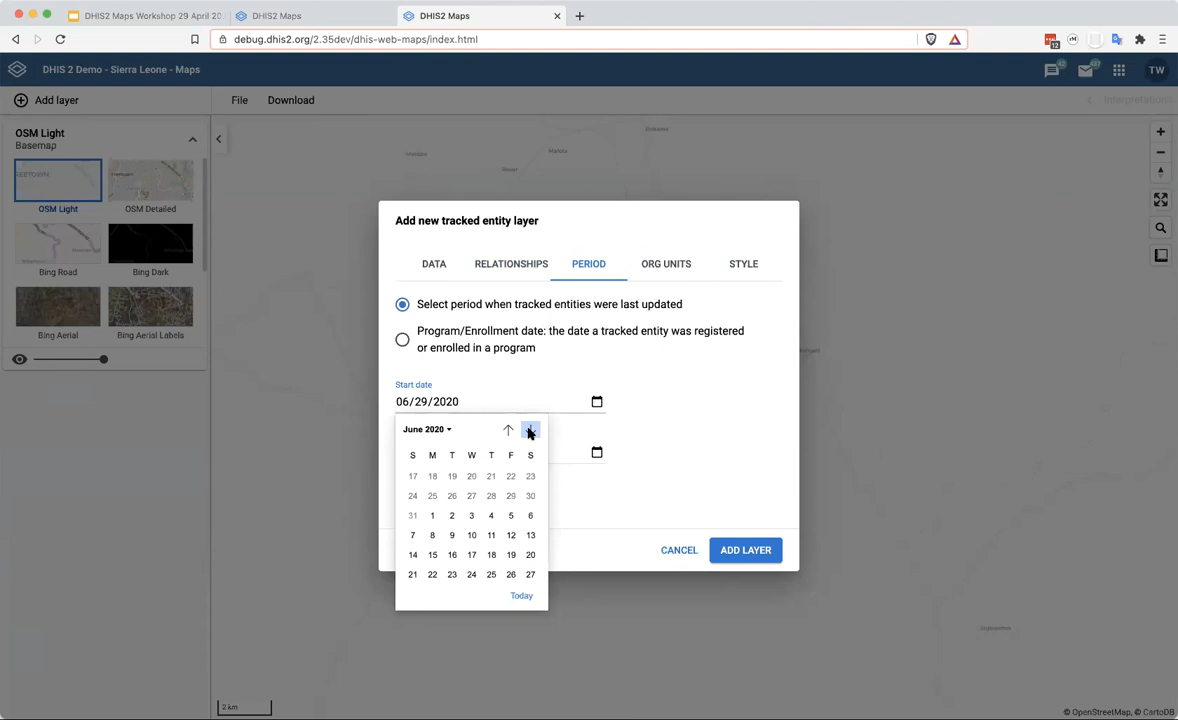 DHIS2 Maps Workshop 29 April 20
DHIS2 Maps
DHIS2 Maps
debug.dhis2.org/2.35dev/dhis-web-maps/index.html
12
DHIS 2 Demo - Sierra Leone - Maps
TW
Add layer
File
Download
Interpretations
OSM Light
Basemap
OSM Light
OSM Detailed
Bing Road
Bing Dark
Bing Aerial
Bing Aerial Labels
Add new tracked entity layer
DATA
RELATIONSHIPS
PERIOD
ORG UNITS
STYLE
Select period when tracked entities were last updated
Program/Enrollment date: the date a tracked entity was registered
or enrolled in a program
Start date
06/29/2020
June 2020
S M T W T F S
17 18 19 20 21 22 23
24 25 26 27 28 29 30
31 1 2 3 4 5 6
7 8 9 10 11 12 13
14 15 16 17 18 19 20
21 22 23 24 25 26 27
Today
CANCEL
ADD LAYER
2 km
© OpenStreetMap, © CartoDB